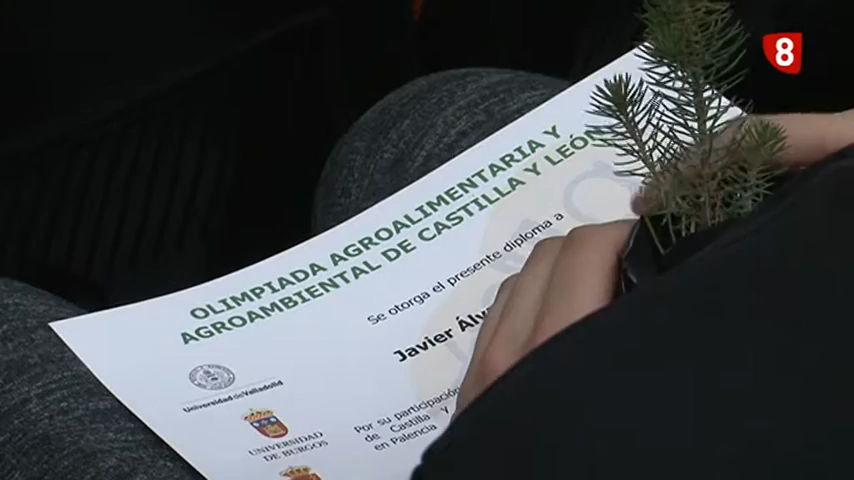 8
OLIMPIADA AGROALIMENTARIA Y
AGROAMBIENTAL DE CASTILLA Y LEÓN
Se otorga el presente diploma a
Javier
Universidad de Valladolid
Por su participación
UNIVERSIDAD
de Castilla y
DE BURGOS
en Palencia